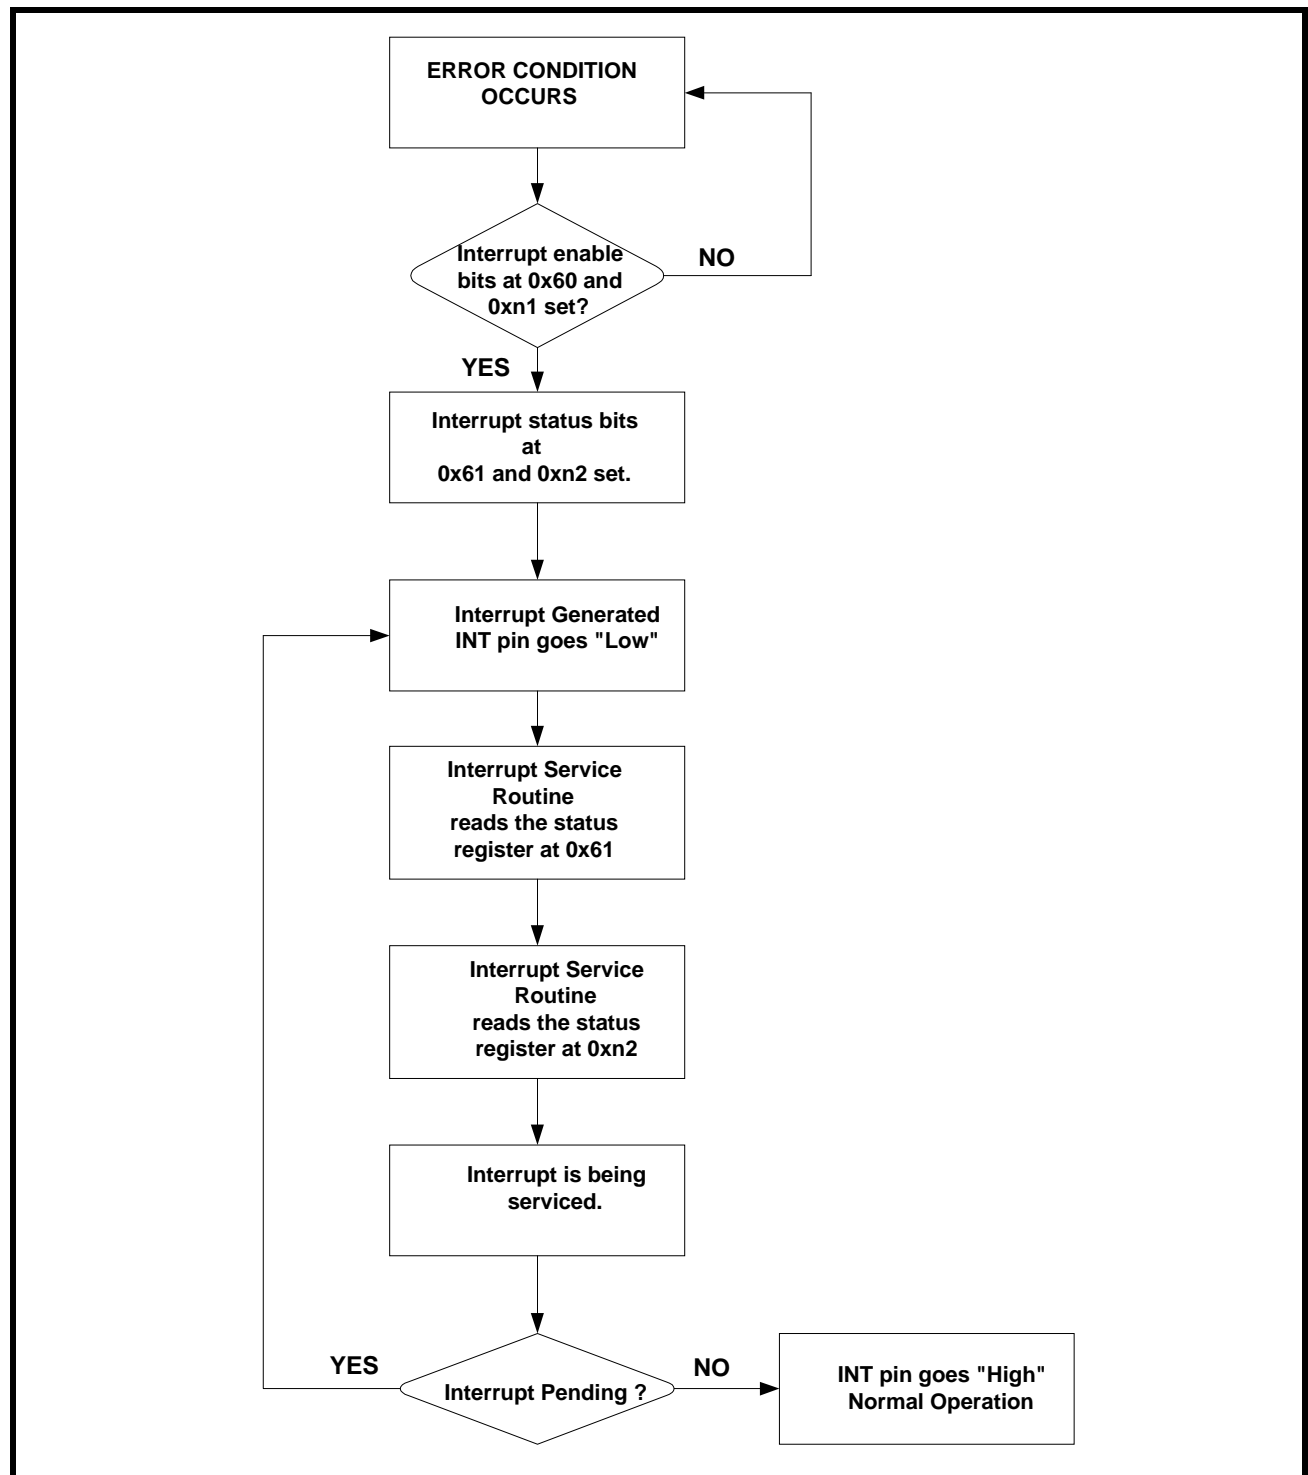 ERROR CONDITION
OCCURS
Interrupt enable
bits at 0x60 and
0xn1 set?
NO
YES
Interrupt status bits
at
0x61 and 0xn2 set.
Interrupt Generated
INT pin goes "Low"
Interrupt Service
Routine
reads the status
register at 0x61
Interrupt Service
Routine
reads the status
register at 0xn2
Interrupt is being
serviced.
YES
Interrupt Pending ?
NO
INT pin goes "High"
Normal Operation